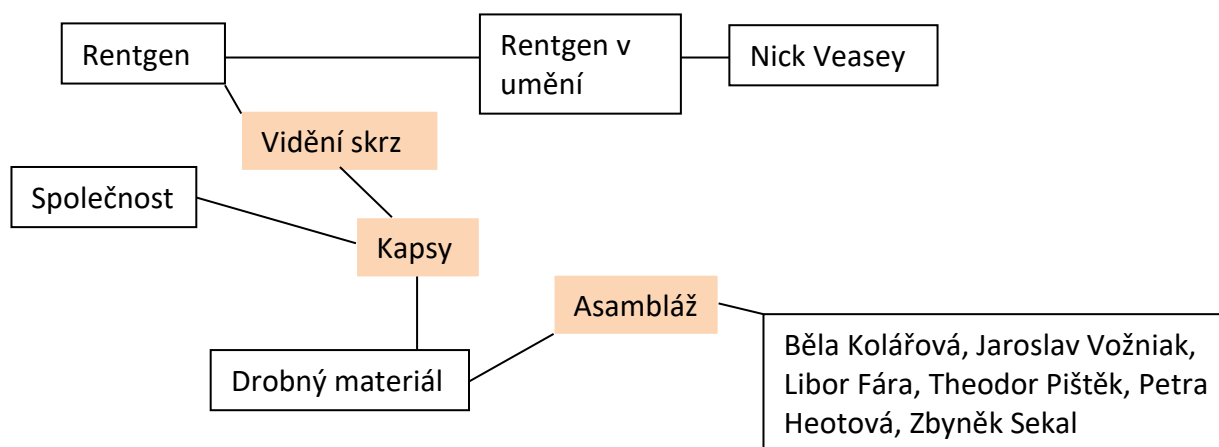 Rentgen
Rentgen v
umění
Nick Veasey
Vidění skrz
Společnost
Kapsy
Asambláž
Drobný materiál
Běla Kolářová, Jaroslav Vožniak,
Libor Fára, Theodor Pištěk, Petra
Heotová, Zbyněk Sekal